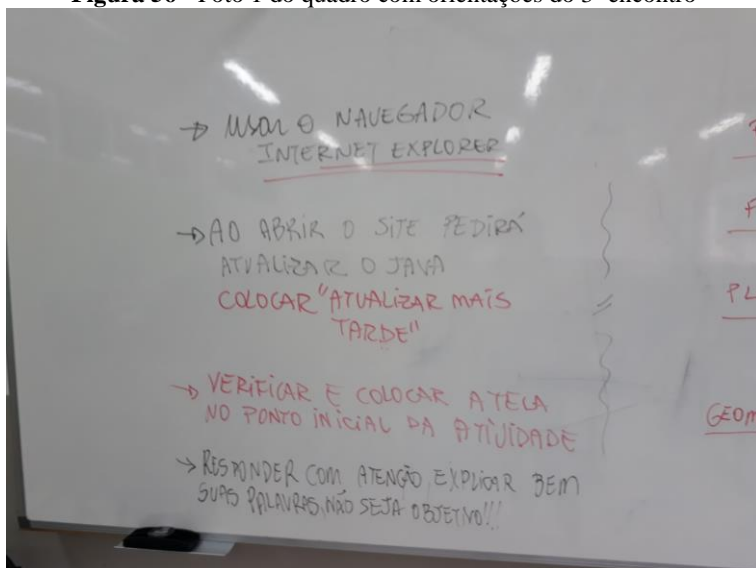 Figura 30 - Foto 1 do quadro com orientações do 3º encontro
→ USAR O NAVEGADOR
INTERNET EXPLORER
→ AO ABRIR O SITE PEDIRÁ
ATUALIZAR O JAVA
COLOCAR "ATUALIZAR MAIS
TARDE"
→ VERIFICAR E COLOCAR A TELA
NO PONTO INICIAL DA ATIVIDADE
→ RESPONDER COM ATENÇÃO, EXPLICAR BEM
SUAS PALAVRAS, NÃO SEJA OBJETIVO!!!
F
PL
GEOM